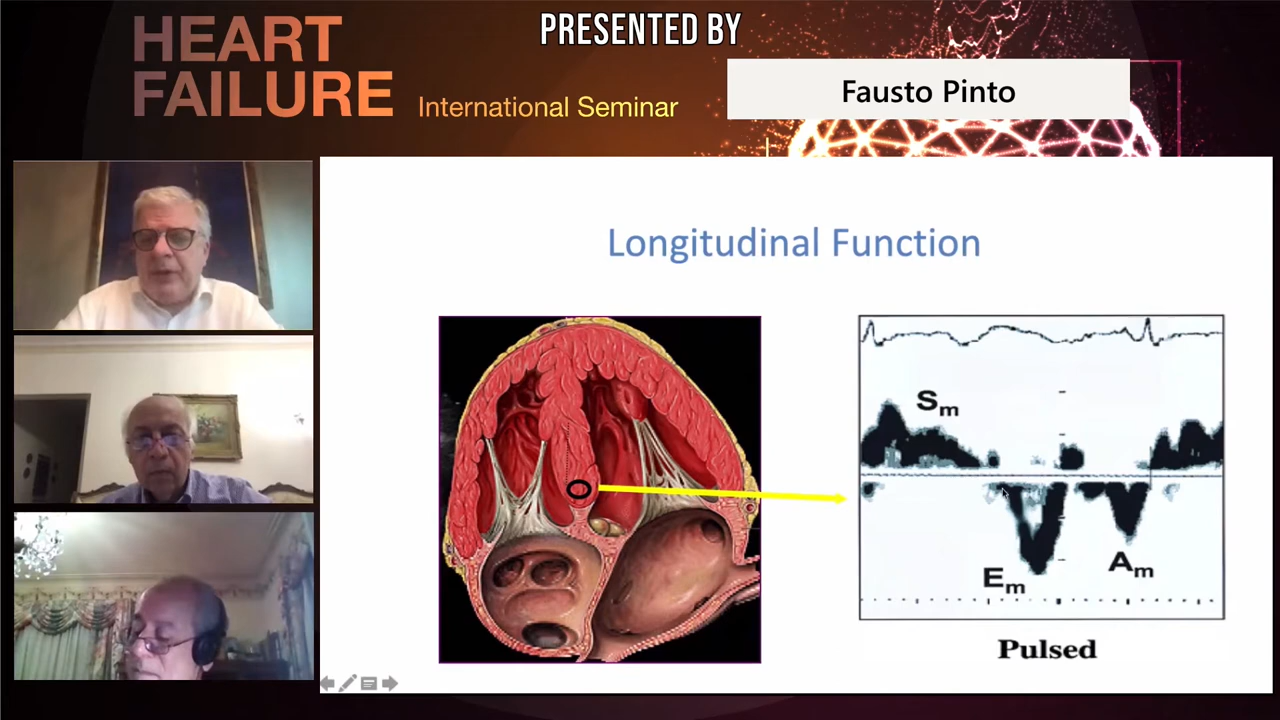 HEART
FAILURE
International Seminar
PRESENTED BY
Fausto Pinto
Longitudinal Function
Sm
Em
Am
Pulsed